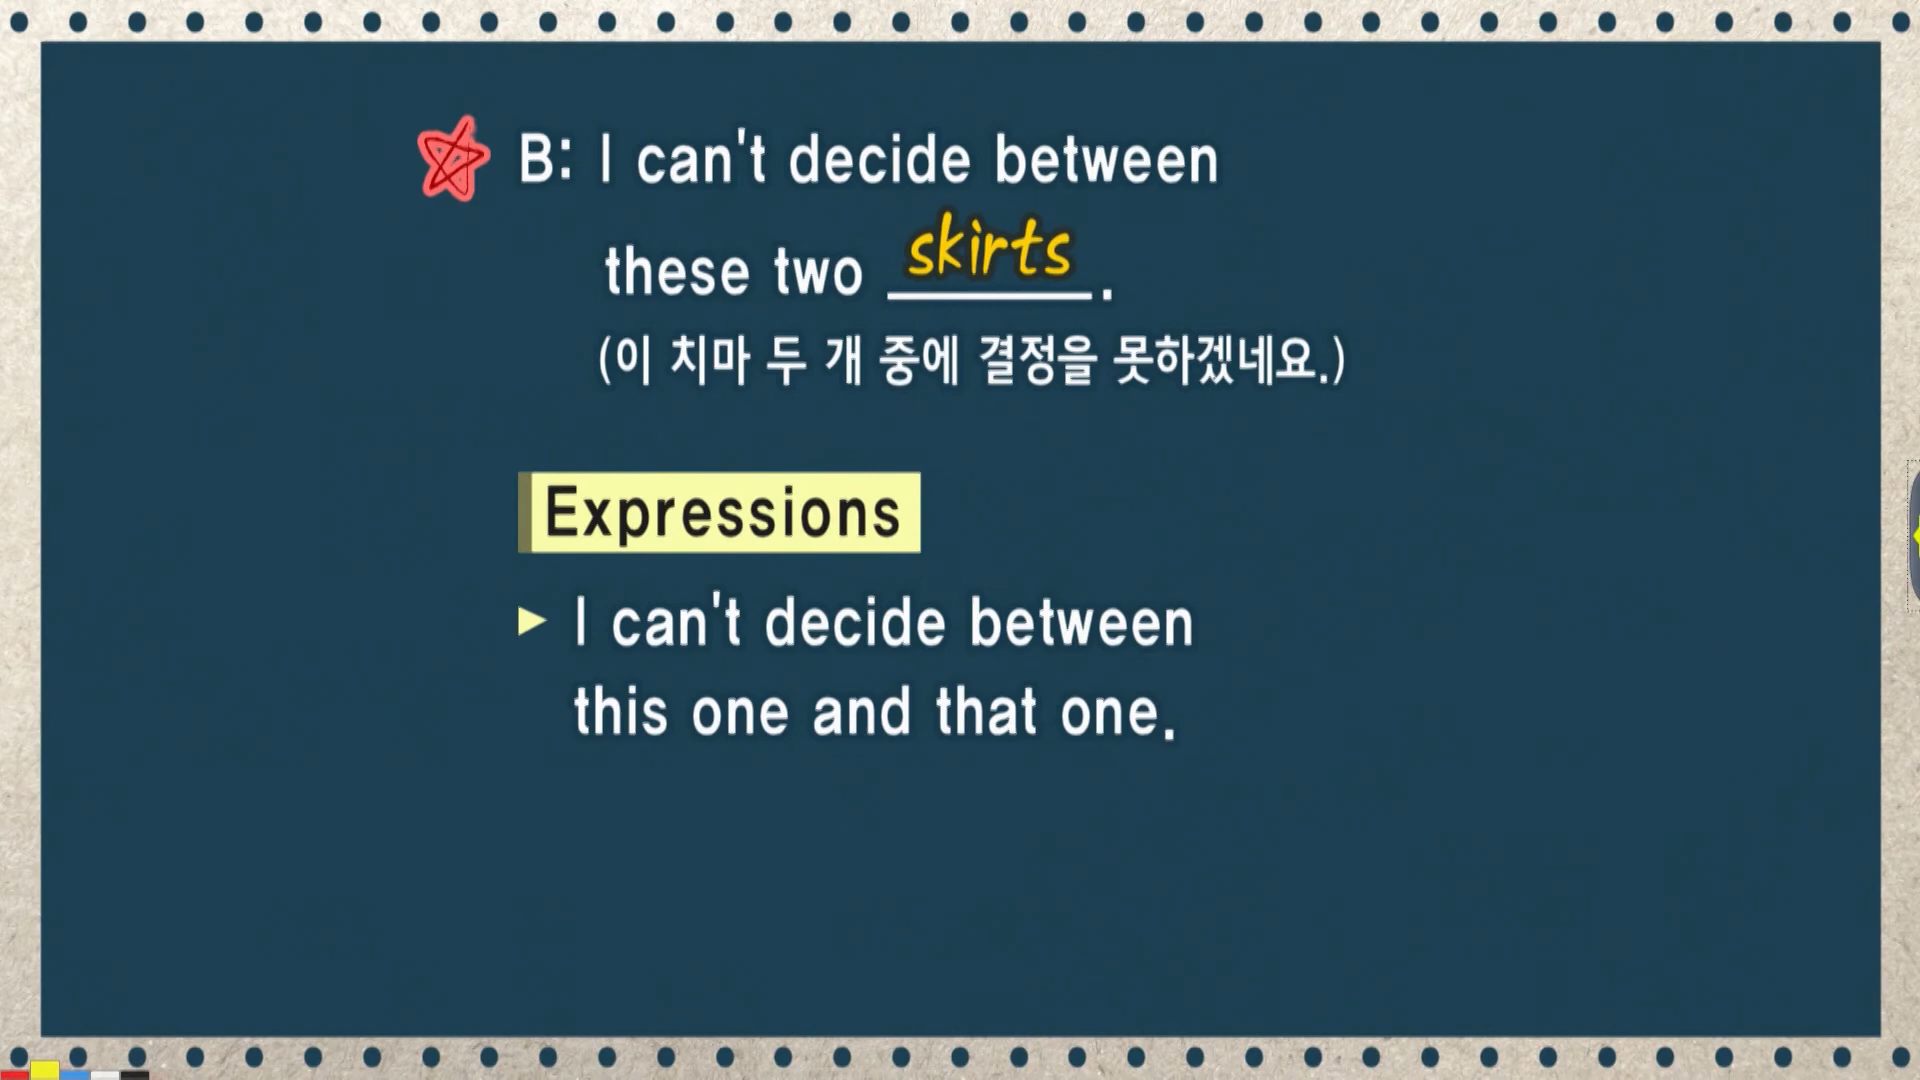 B: I can't decide between
these two skirts.
(이 치마 두 개 중에 결정을 못하겠네요.)
Expressions
▶ I can't decide between
this one and that one.